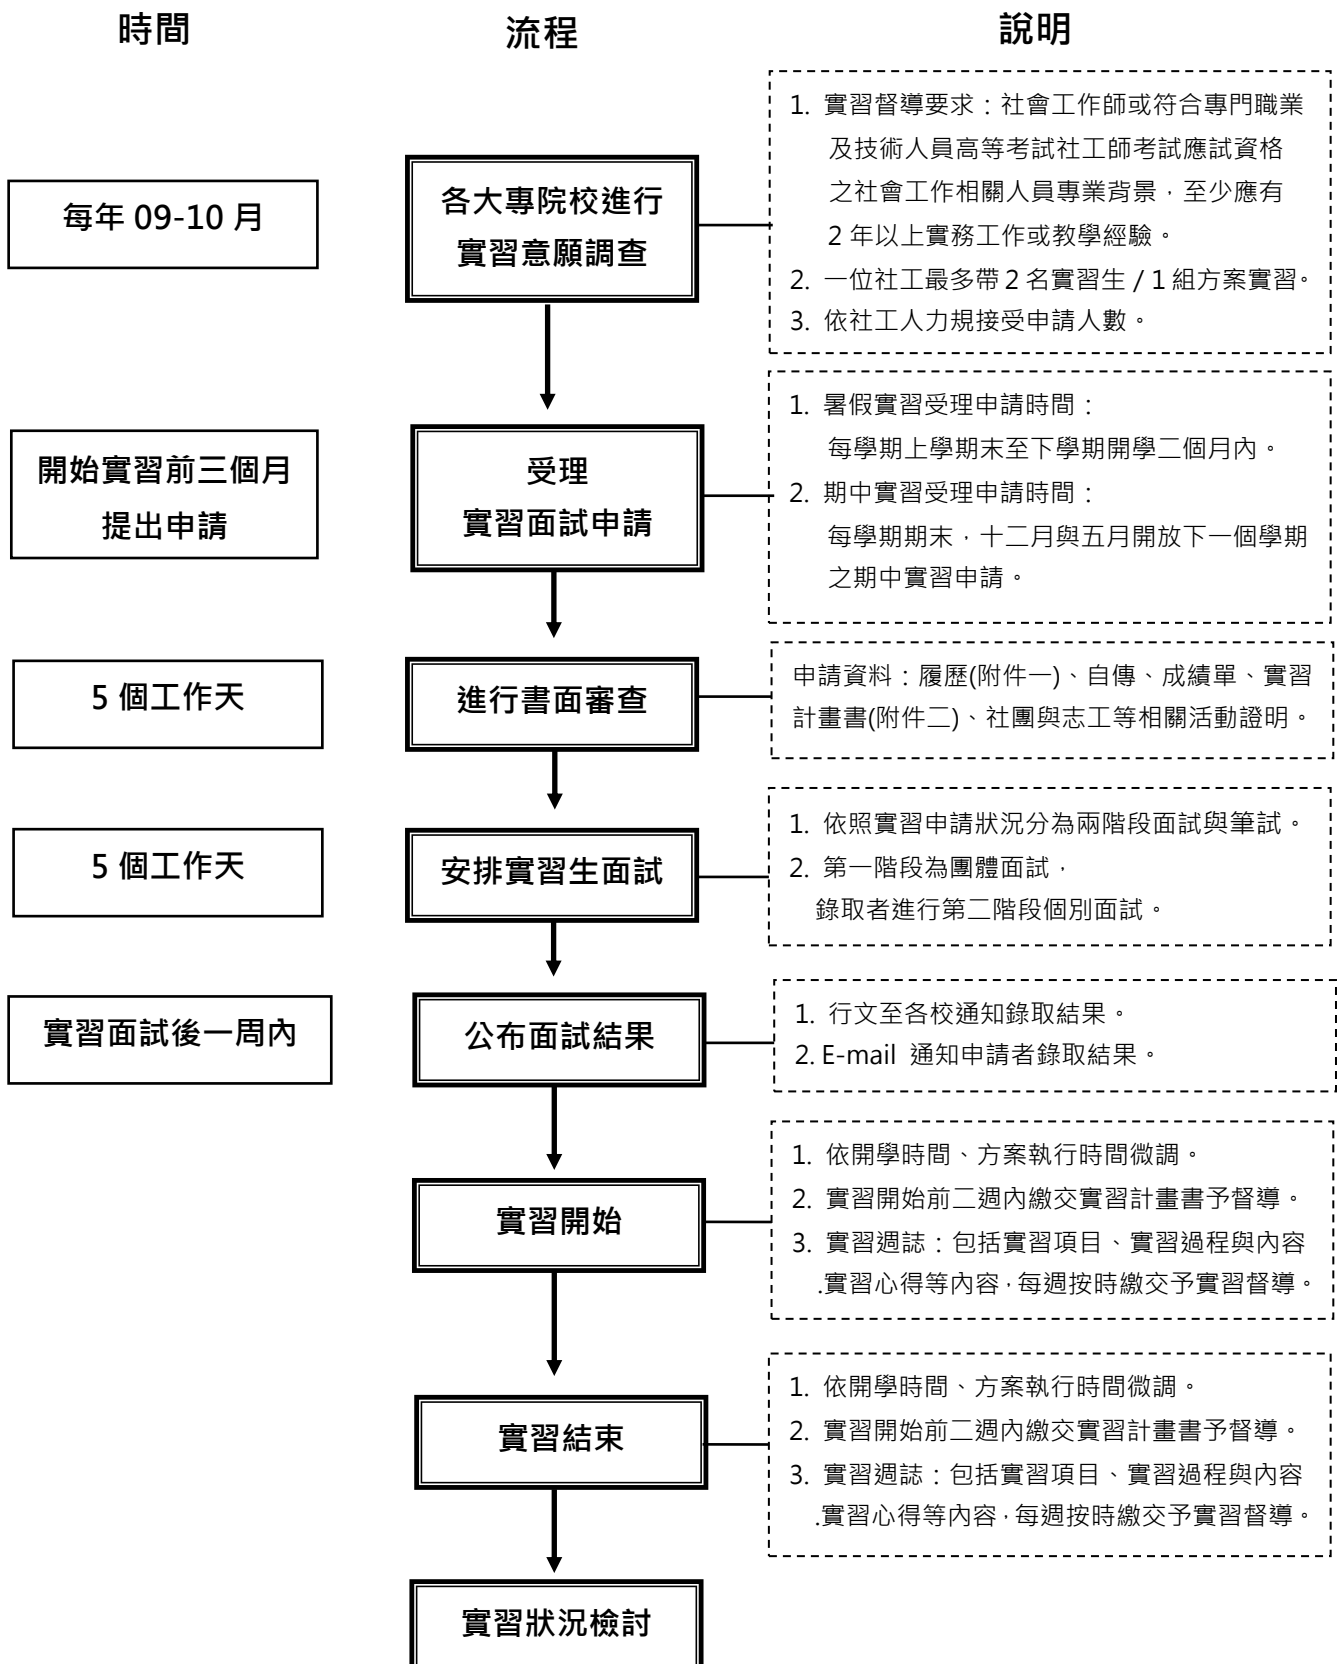 時間
流程
說明
每年 09-10 月
各大專院校進行
實習意願調查
1. 實習督導要求：社會工作師或符合專門職業
及技術人員高等考試社工師考試應試資格
之社會工作相關人員專業背景，至少應有
2 年以上實務工作或教學經驗。
2. 一位社工最多帶 2 名實習生 / 1 組方案實習。
3. 依社工人力規接受申請人數。
開始實習前三個月
提出申請
受理
實習面試申請
1. 暑假實習受理申請時間：
每學期上學期末至下學期開學二個月內。
2. 期中實習受理申請時間：
每學期期末，十二月與五月開放下一個學期
之期中實習申請。
5 個工作天
進行書面審查
申請資料：履歷(附件一)、自傳、成績單、實習
計畫書(附件二)、社團與志工等相關活動證明。
5 個工作天
安排實習生面試
1. 依照實習申請狀況分為兩階段面試與筆試。
2. 第一階段為團體面試，
錄取者進行第二階段個別面試。
實習面試後一周內
公布面試結果
1. 行文至各校通知錄取結果。
2. E-mail 通知申請者錄取結果。
實習開始
1. 依開學時間、方案執行時間微調。
2. 實習開始前二週內繳交實習計畫書予督導。
3. 實習週誌：包括實習項目、實習過程與內容
.實習心得等內容，每週按時繳交予實習督導。
實習結束
1. 依開學時間、方案執行時間微調。
2. 實習開始前二週內繳交實習計畫書予督導。
3. 實習週誌：包括實習項目、實習過程與內容
.實習心得等內容，每週按時繳交予實習督導。
實習狀況檢討